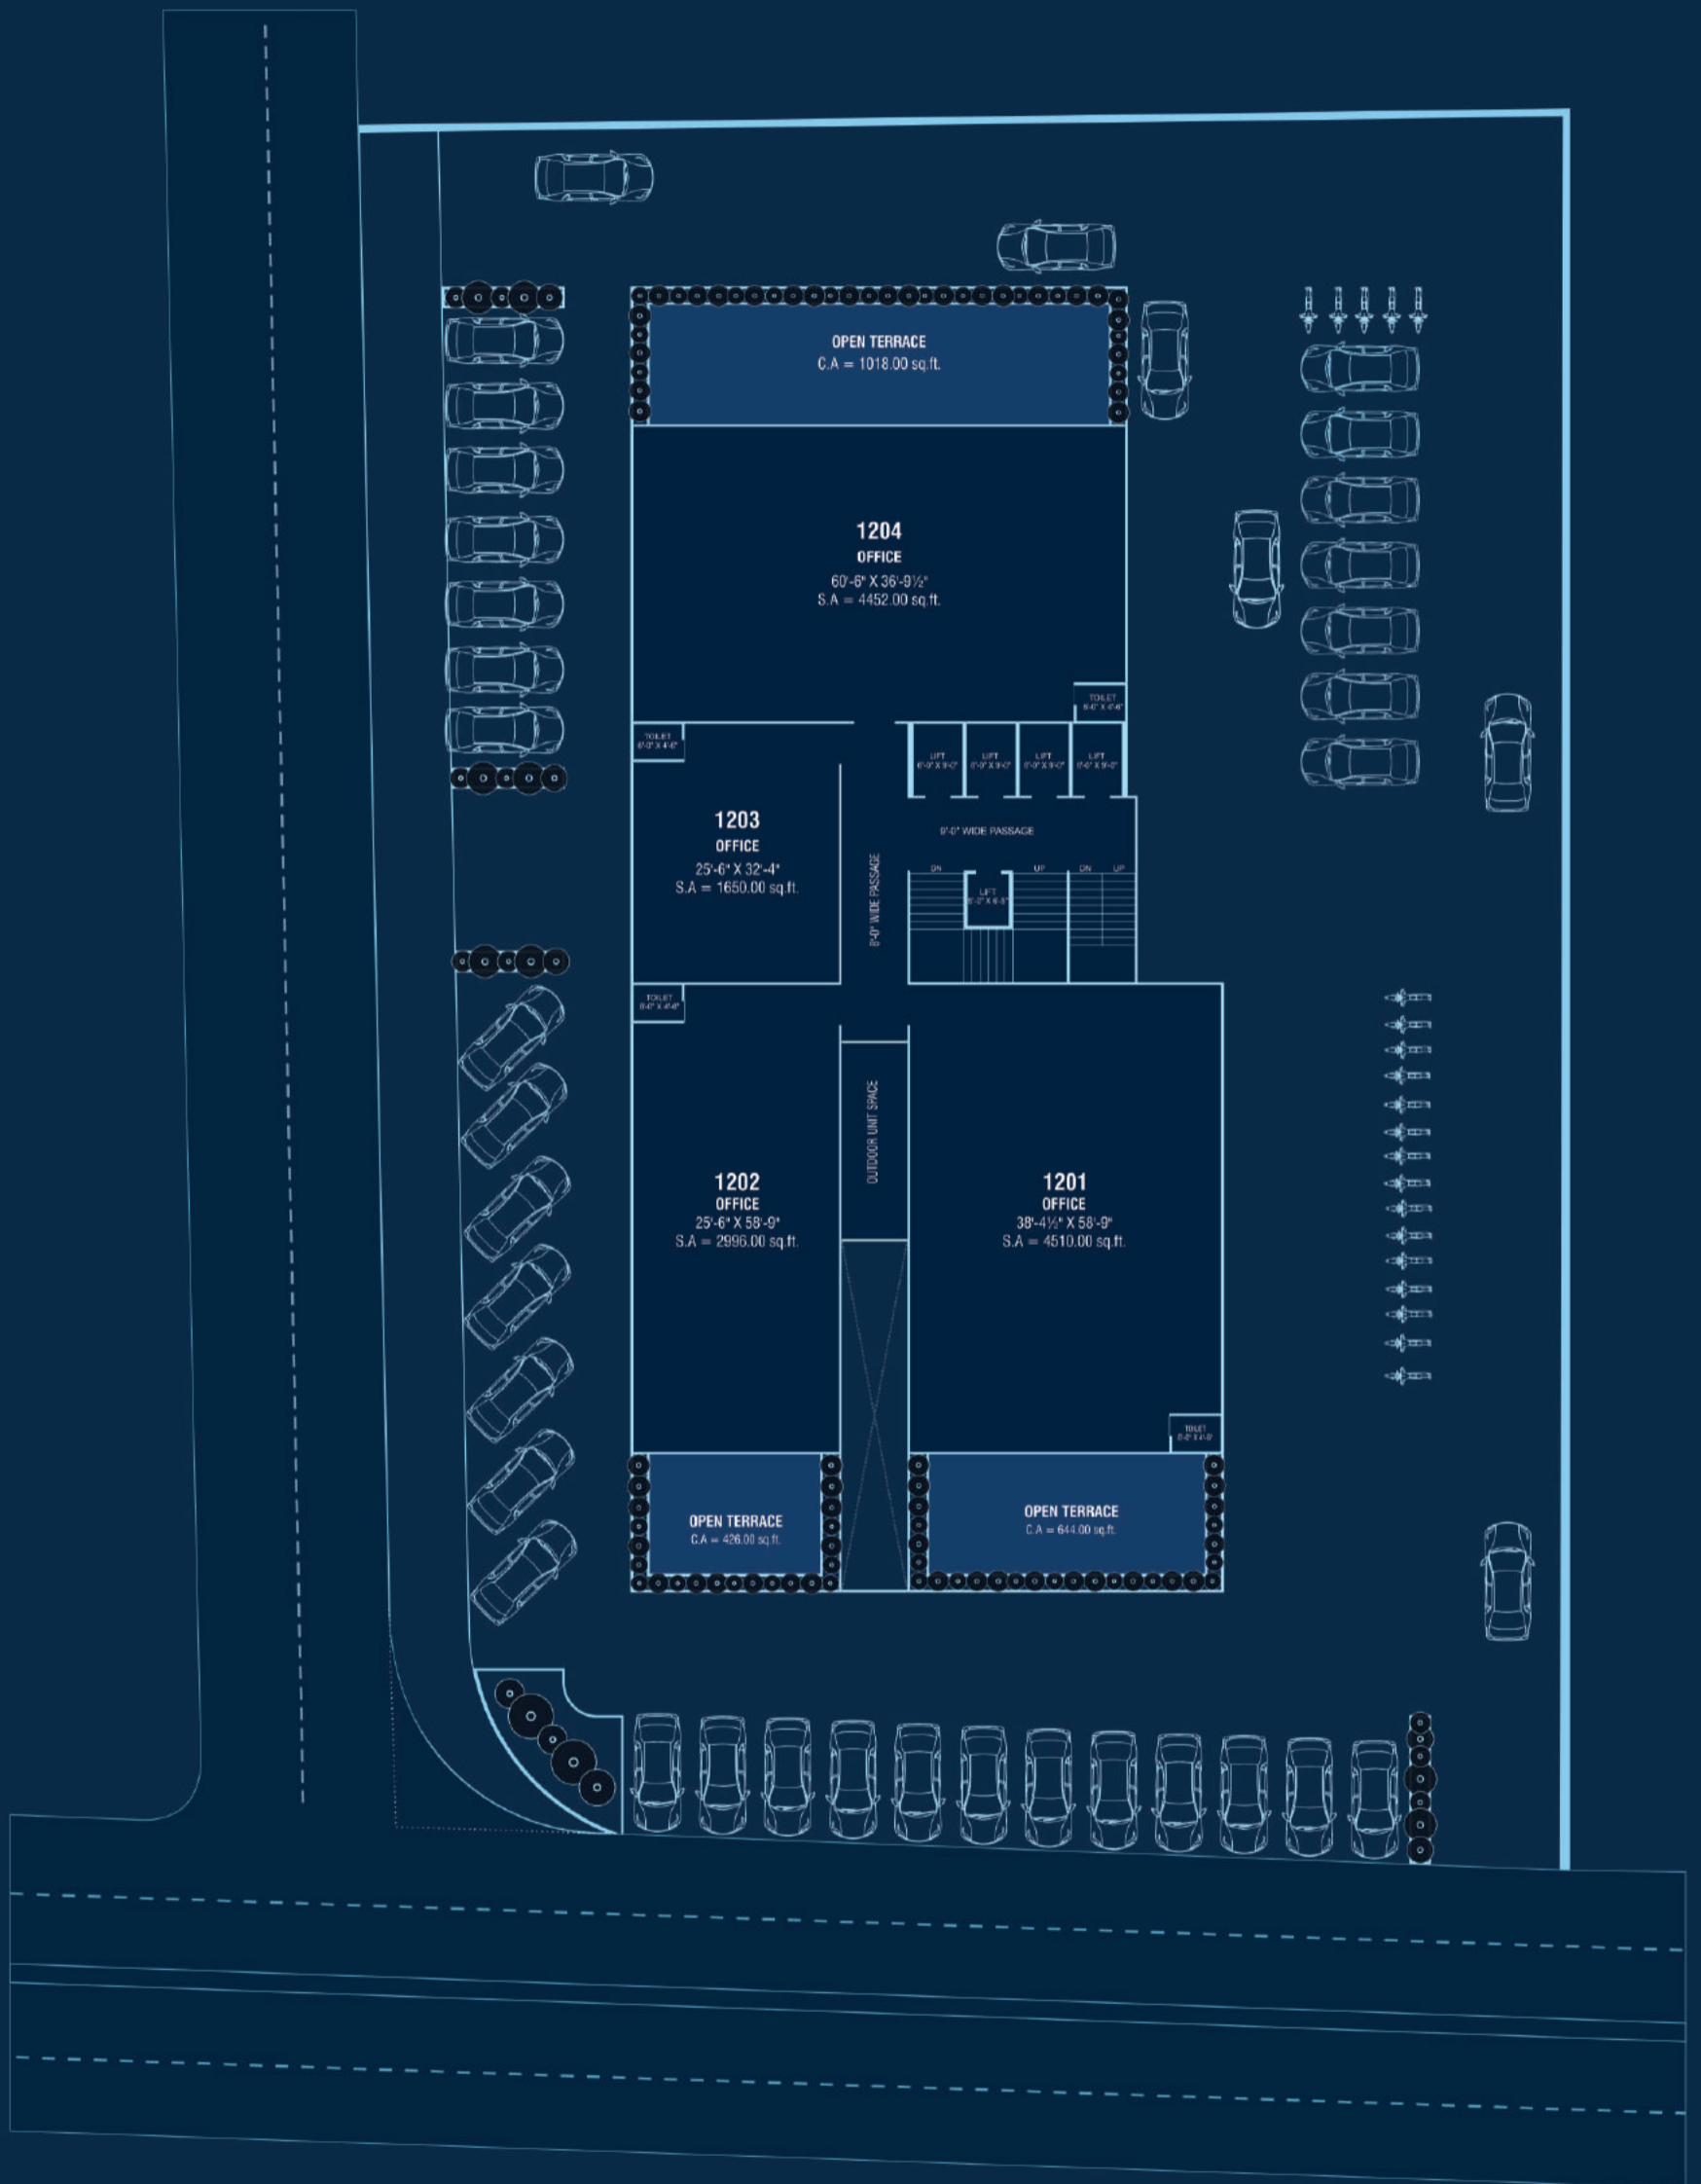 OPEN TERRACE
C.A = 1018.00 sq.ft.
1204
OFFICE
60'-6" X 36'-9½"
S.A = 4452.00 sq.ft.
TOILET
TOILET
6'-0" X 4'-6"
LIFT
LIFT
LIFT
LIFT
1203
OFFICE
25'-6" X 32'-4"
S.A = 1650.00 sq.ft.
8'-0" WIDE PASSAGE
WIDE PASSAGE
DN
UP
DN
UP
LIFT
TOILET
1202
OFFICE
25'-6" X 58'-9"
S.A = 2996.00 sq.ft.
OUTDOOR UNIT SPACE
1201
OFFICE
38'-4½" X 58'-9"
S.A = 4510.00 sq.ft.
TOILET
OPEN TERRACE
C.A = 426.00 sq.ft.
OPEN TERRACE
C.A = 644.00 sq.ft.